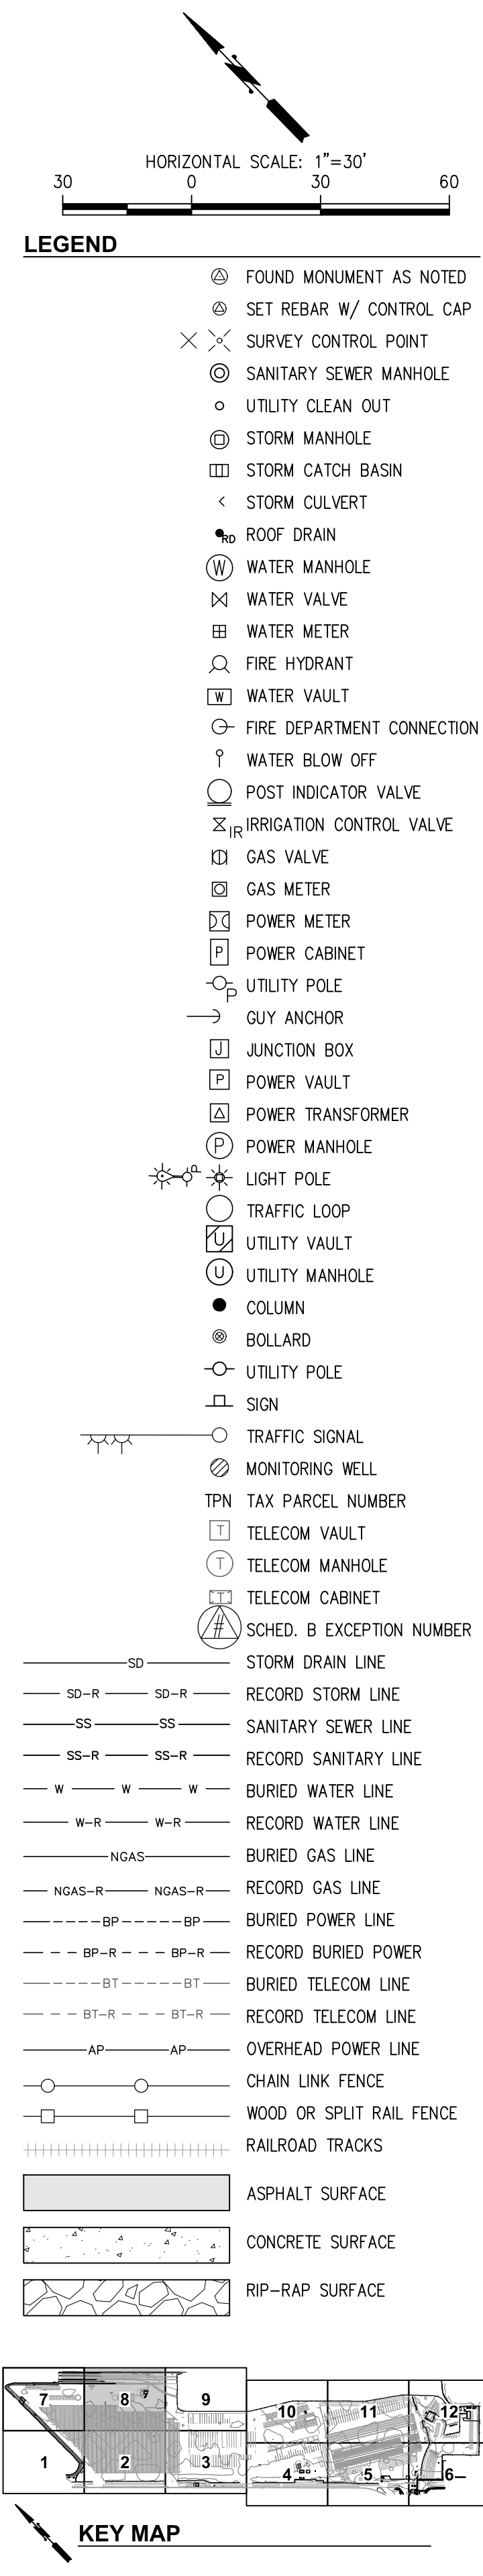 HORIZONTAL SCALE: 1"=30'
30 0 30 60
LEGEND
FOUND MONUMENT AS NOTED
SET REBAR W/ CONTROL CAP
SURVEY CONTROL POINT
SANITARY SEWER MANHOLE
UTILITY CLEAN OUT
STORM MANHOLE
STORM CATCH BASIN
STORM CULVERT
RD ROOF DRAIN
W WATER MANHOLE
WATER VALVE
WATER METER
FIRE HYDRANT
W WATER VAULT
FIRE DEPARTMENT CONNECTION
WATER BLOW OFF
POST INDICATOR VALVE
IR IRRIGATION CONTROL VALVE
GAS VALVE
GAS METER
POWER METER
P POWER CABINET
P UTILITY POLE
GUY ANCHOR
J JUNCTION BOX
P POWER VAULT
POWER TRANSFORMER
P POWER MANHOLE
P LIGHT POLE
TRAFFIC LOOP
U UTILITY VAULT
U UTILITY MANHOLE
COLUMN
BOLLARD
UTILITY POLE
SIGN
TRAFFIC SIGNAL
MONITORING WELL
TPN TAX PARCEL NUMBER
T TELECOM VAULT
T TELECOM MANHOLE
T TELECOM CABINET
# SCHED. B EXCEPTION NUMBER
SD STORM DRAIN LINE
SD-R SD-R RECORD STORM LINE
SS SS SANITARY SEWER LINE
SS-R SS-R RECORD SANITARY LINE
W W W BURIED WATER LINE
W-R W-R RECORD WATER LINE
NGAS BURIED GAS LINE
NGAS-R NGAS-R RECORD GAS LINE
BP BP BURIED POWER LINE
BP-R BP-R RECORD BURIED POWER
BT BT BURIED TELECOM LINE
BT-R BT-R RECORD TELECOM LINE
AP AP OVERHEAD POWER LINE
CHAIN LINK FENCE
WOOD OR SPLIT RAIL FENCE
RAILROAD TRACKS
ASPHALT SURFACE
CONCRETE SURFACE
RIP-RAP SURFACE
7 8 9 10 11 12
1 2 3 4 5 6
KEY MAP